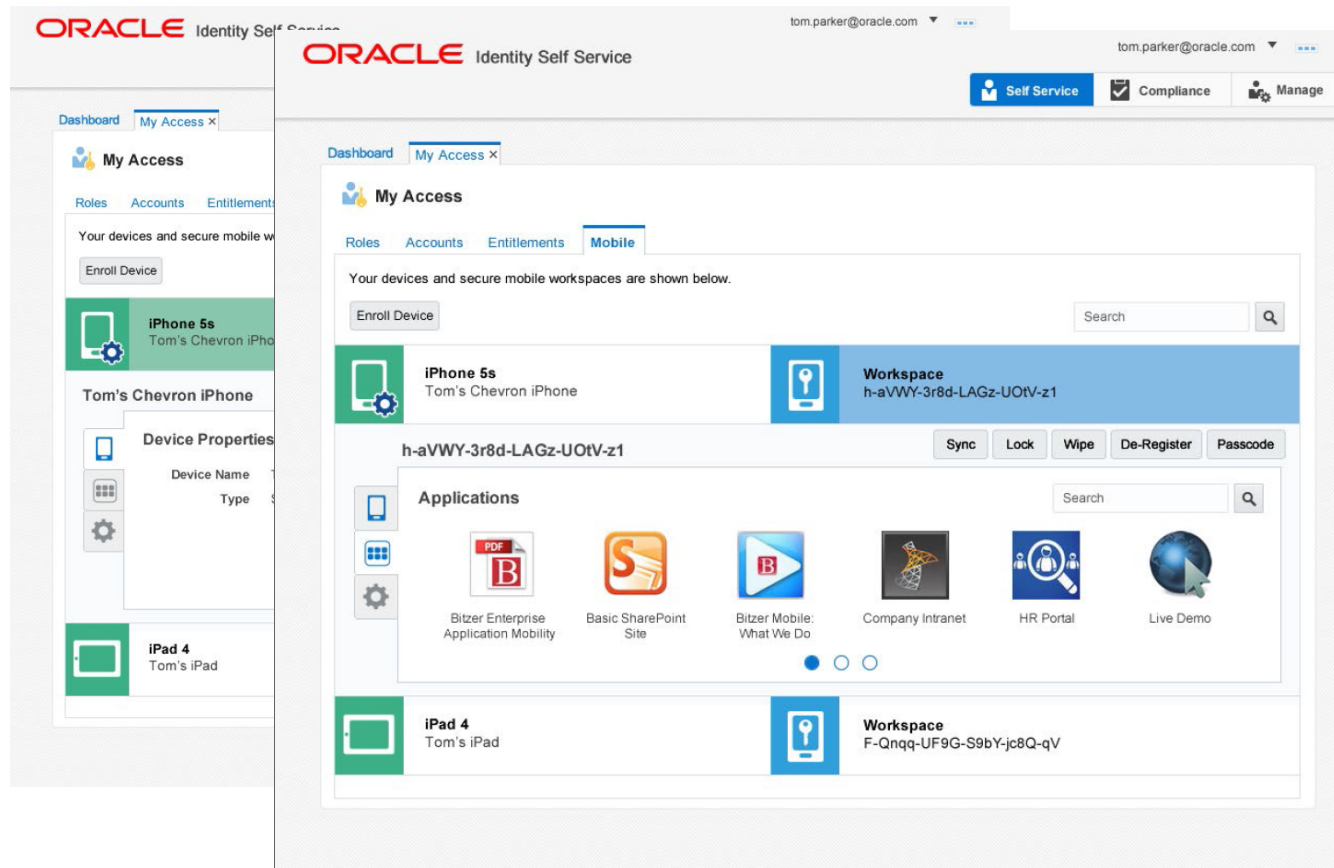 ORACLE Identity Self Service
tom.parker@oracle.com
Dashboard My Access ×
My Access
Roles Accounts Entitlements
Your devices and secure mobile
Enroll Device
iPhone 5s
Tom's Chevron
Tom's Chevron iPhone
Device Properties
Device Name
Type
iPad 4
Tom's iPad
ORACLE Identity Self Service
tom.parker@oracle.com
Self Service Compliance Manage
Dashboard My Access ×
My Access
Roles Accounts Entitlements Mobile
Your devices and secure mobile workspaces are shown below.
Enroll Device Search
iPhone 5s Workspace
Tom's Chevron iPhone h-aVWY-3r8d-LAGz-UOtV-z1
h-aVWY-3r8d-LAGz-UOtV-z1 Sync Lock Wipe De-Register Passcode
Applications Search
PDF B
S
B
Bitzer Enterprise Basic SharePoint Bitzer Mobile: Company Intranet HR Portal Live Demo
Application Mobility Site What We Do
iPad 4 Workspace
Tom's iPad F-Qnqq-UF9G-S9bY-jc8Q-qV